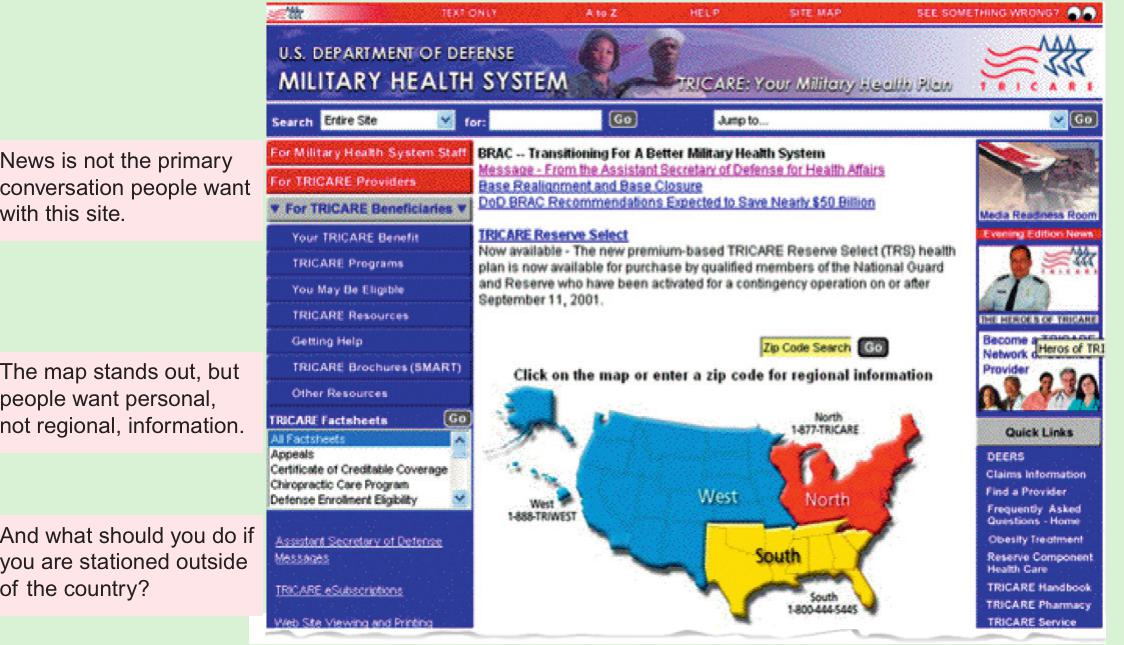 TEXT ONLY
A to Z
HELP
SITE MAP
SEE SOMETHING WRONG?
U.S. DEPARTMENT OF DEFENSE
MILITARY HEALTH SYSTEM
TRICARE: Your Military Health Plan
TRICARE
Search
Entire Site
for:
Go
Jump to...
Go
News is not the primary
conversation people want
with this site.
The map stands out, but
people want personal,
not regional, information.
And what should you do if
you are stationed outside
of the country?
For Military Health System Staff
For TRICARE Providers
For TRICARE Beneficiaries
Your TRICARE Benefit
TRICARE Programs
You May Be Eligible
TRICARE Resources
Getting Help
TRICARE Brochures (SMART)
Other Resources
TRICARE Factsheets
Go
All Factsheets
Appeals
Certificate of Creditable Coverage
Chiropractic Care Program
Defense Enrollment Eligibility
Assistant Secretary of Defense
Messages
TRICARE eSubscriptions
Web Site Viewing and Printing
BRAC -- Transitioning For A Better Military Health System
Message - From the Assistant Secretary of Defense for Health Affairs
Base Realignment and Base Closure
DoD BRAC Recommendations Expected to Save Nearly $50 Billion
TRICARE Reserve Select
Now available - The new premium-based TRICARE Reserve Select (TRS) health
plan is now available for purchase by qualified members of the National Guard
and Reserve who have been activated for a contingency operation on or after
September 11, 2001.
Zip Code Search
Go
Click on the map or enter a zip code for regional information
North
1-877-TRICARE
West
1-888-TRIWEST
West
North
South
South
1-800-444-5445
Media Readiness Room
Evening Edition News
TRICARE
THE HEROES OF TRICARE
Become a TRICARE
Network
Provider
Heros of TRI
Quick Links
DEERS
Claims Information
Find a Provider
Frequently Asked
Questions - Home
Obesity Treatment
Reserve Component
Health Care
TRICARE Handbook
TRICARE Pharmacy
TRICARE Service